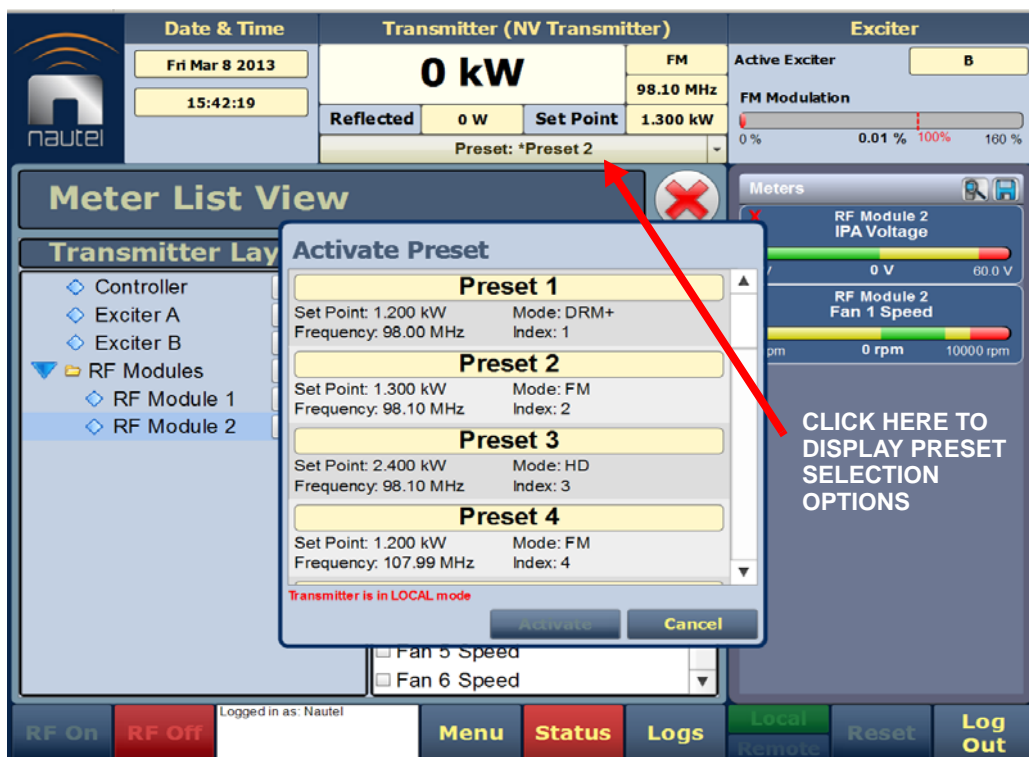 nautel
Date & Time
Fri Mar 8 2013
15:42:19
Transmitter (NV Transmitter)
0 kW
FM
98.10 MHz
Reflected 0 W Set Point 1.300 kW
Preset: *Preset 2
Exciter
Active Exciter B
FM Modulation
0 % 0.01 % 100% 160 %
Meter List View
Transmitter Lay
Controller
Exciter A
Exciter B
RF Modules
RF Module 1
RF Module 2
Activate Preset
Preset 1
Set Point: 1.200 kW Mode: DRM+
Frequency: 98.00 MHz Index: 1
Preset 2
Set Point: 1.300 kW Mode: FM
Frequency: 98.10 MHz Index: 2
Preset 3
Set Point: 2.400 kW Mode: HD
Frequency: 98.10 MHz Index: 3
Preset 4
Set Point: 1.200 kW Mode: FM
Frequency: 107.99 MHz Index: 4
Transmitter is in LOCAL mode
Activate Cancel
Fan 5 Speed
Fan 6 Speed
Meters
RF Module 2
IPA Voltage
0 V 60.0 V
RF Module 2
Fan 1 Speed
pm 0 rpm 10000 rpm
CLICK HERE TO
DISPLAY PRESET
SELECTION
OPTIONS
RF On
RF Off
Logged in as: Nautel
Menu
Status
Logs
Local
Remote
Reset
Log
Out